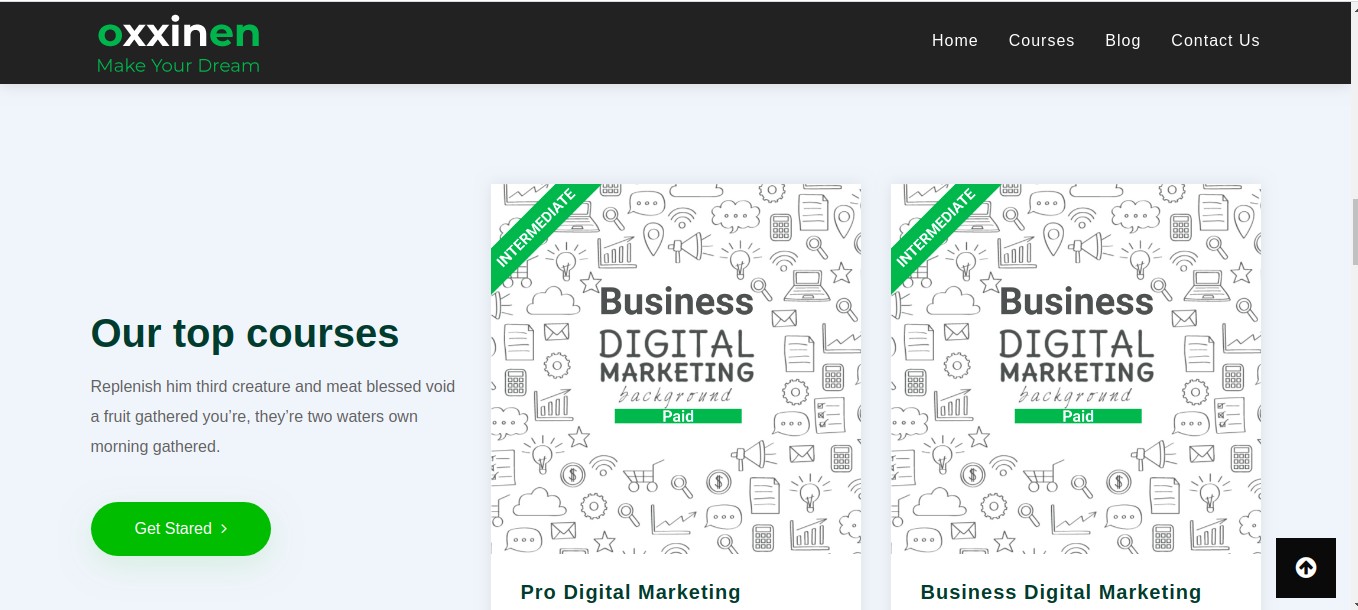 oxxinen
Make Your Dream
Home Courses Blog Contact Us
Our top courses
Replenish him third creature and meat blessed void
a fruit gathered you’re, they’re two waters own
morning gathered.
Get Stared
INTERMEDIATE
Business
DIGITAL
MARKETING
background
Paid
Pro Digital Marketing
INTERMEDIATE
Business
DIGITAL
MARKETING
background
Paid
Business Digital Marketing